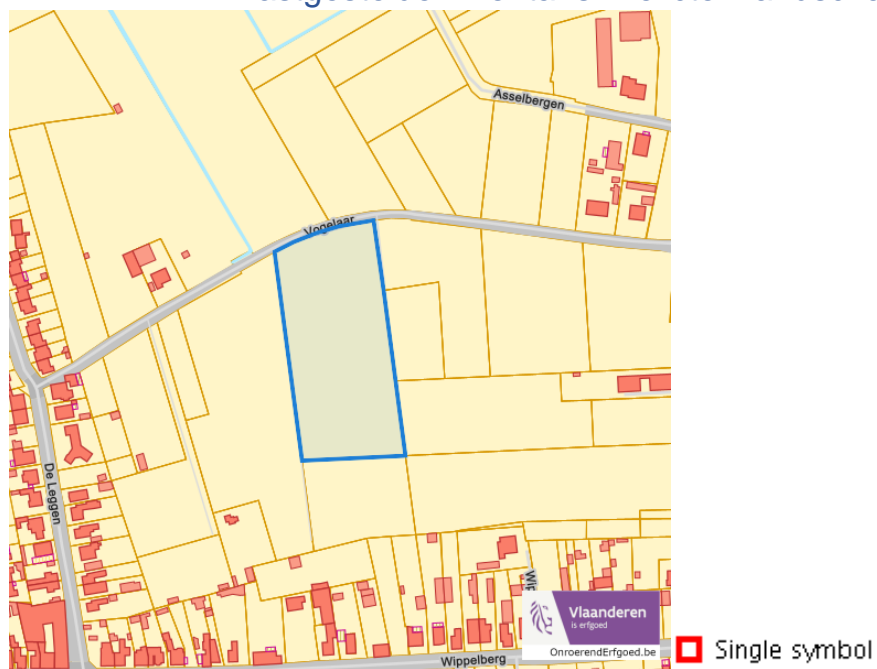 Asselbergen
Vogelaar
De Leggen
Wippelberg
Vlaanderen
is erfgoed
OnroerendErfgoed.be
Single symbol